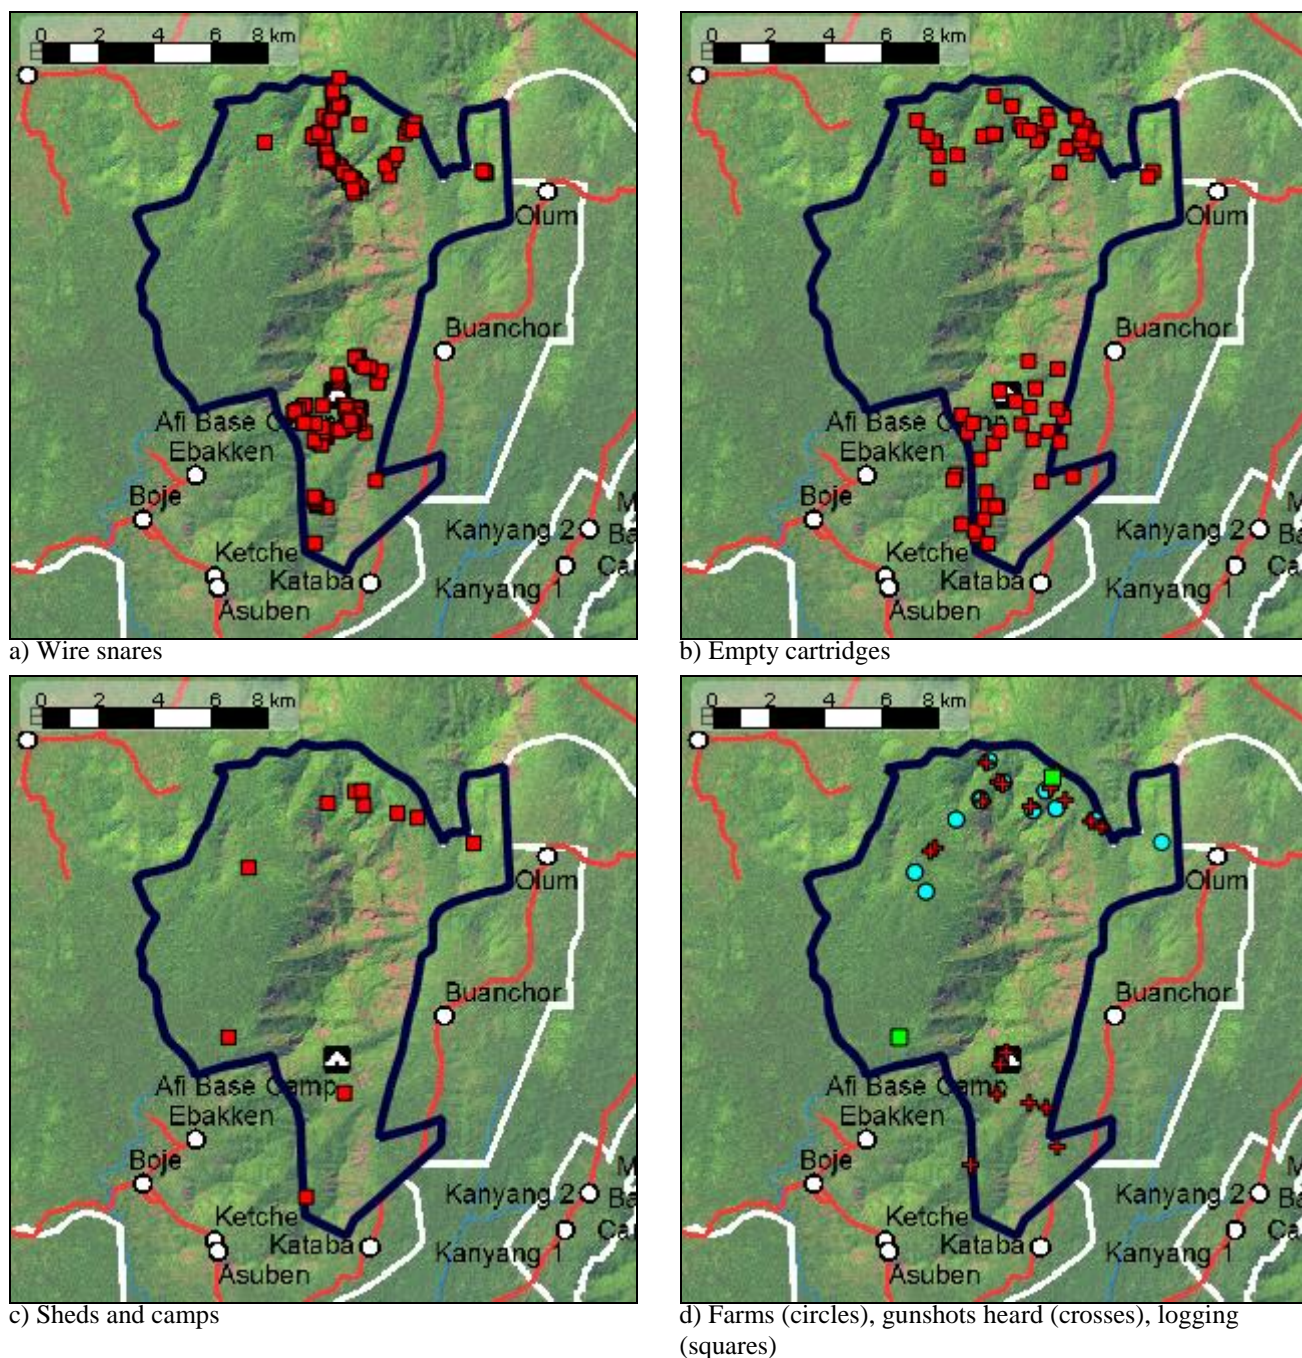 0 2 4 6 8 km
Olum
Buanchor
Afi Base Camp
Ebakken
Boje
Ketche
Kataba
Asuben
Kanyang 2
Kanyang 1
a) Wire snares
0 2 4 6 8 km
Olum
Buanchor
Ebakken
Boje
Ketche
Kataba
Asuben
Kanyang 2
Kanyang 1
b) Empty cartridges
0 2 4 6 8 km
Olum
Buanchor
Afi Base Camp
Ebakken
Boje
Ketche
Kataba
Asuben
Kanyang 2
Kanyang 1
c) Sheds and camps
0 2 4 6 8 km
Olum
Buanchor
Afi Base Camp
Ebakken
Boje
Ketche
Kataba
Asuben
Kanyang 2
Kanyang 1
d) Farms (circles), gunshots heard (crosses), logging
(squares)